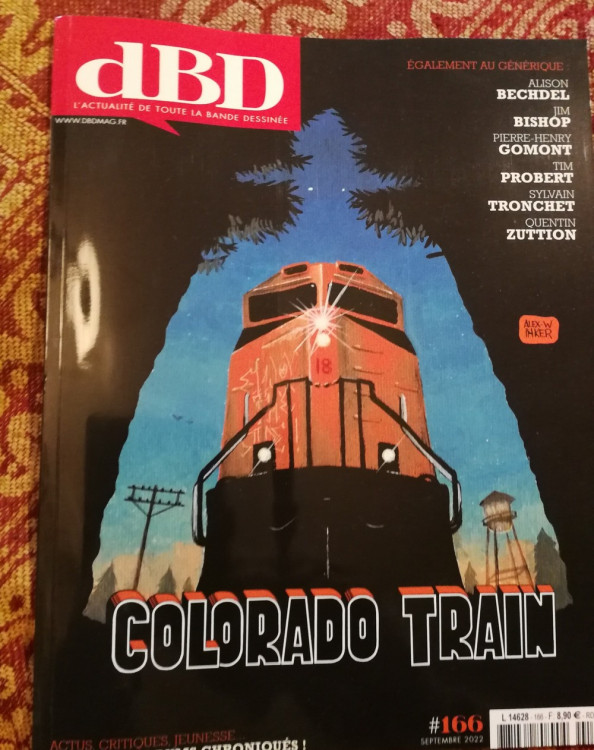 dBD
L'ACTUALITÉ DE TOUTE LA BANDE DESSINÉE
WWW.DBDMAG.FR
ÉGALEMENT AU GÉNÉRIQUE :
ALISON
BECHDEL
JIM
BISHOP
PIERRE-HENRY
GOMONT
TIM
PROBERT
SYLVAIN
TRONCHET
QUENTIN
ZUTTION
ALEX-W
INKER
18
COLORADO TRAIN
#166
SEPTEMBRE 2022
L 14628 - 166 - F 8,90 € - RD
ACTUS, CRITIQUES, JEUNESSE...
CHRONIQUÉS !